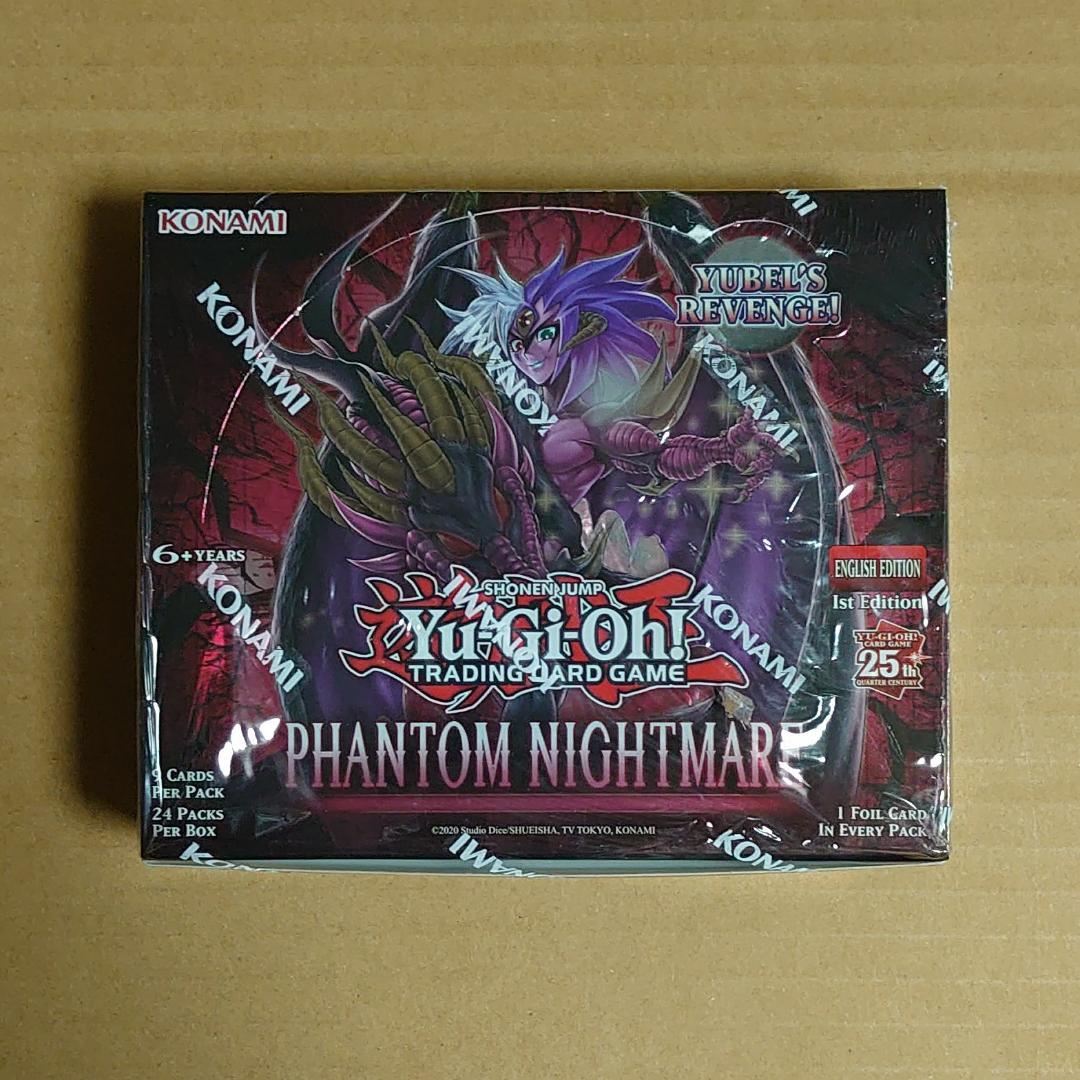 KONAMI
YUBEL'S
REVENGE!
KONAMI
KONAMI
KONAMI
6+ YEARS
ENGLISH EDITION
1st Edition
SHONEN JUMP
Yu-Gi-Oh!
TRADING CARD GAME
YU-GI-OH!
CARD GAME
25th
QUARTER CENTURY
KONAMI
KONAMI
KONAMI
PHANTOM NIGHTMARE
9 CARDS
PER PACK
24 PACKS
PER BOX
1 FOIL CARD
IN EVERY PACK
©2020 Studio Dice/SHUEISHA, TV TOKYO, KONAMI
KONAMI
KONAMI